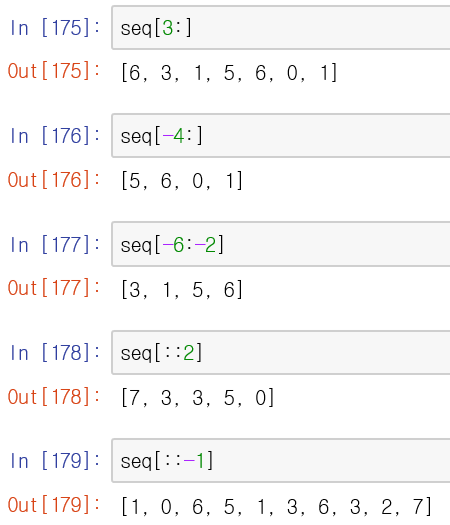 In [175]: seq[3:]
Out[175]: [6, 3, 1, 5, 6, 0, 1]
In [176]: seq[-4:]
Out[176]: [5, 6, 0, 1]
In [177]: seq[-6:-2]
Out[177]: [3, 1, 5, 6]
In [178]: seq[::2]
Out[178]: [7, 3, 3, 5, 0]
In [179]: seq[::-1]
Out[179]: [1, 0, 6, 5, 1, 3, 6, 3, 2, 7]